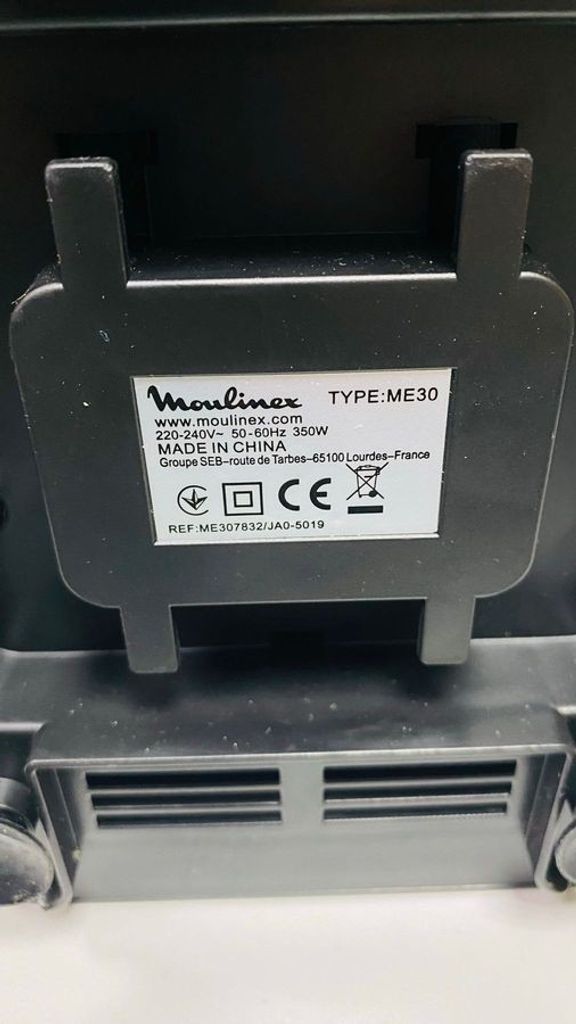 Moulinex TYPE:ME30
www.moulinex.com
220-240V~ 50-60Hz 350W
MADE IN CHINA
Groupe SEB–route de Tarbes–65100 Lourdes–France
CE
REF:ME307832/JA0-5019